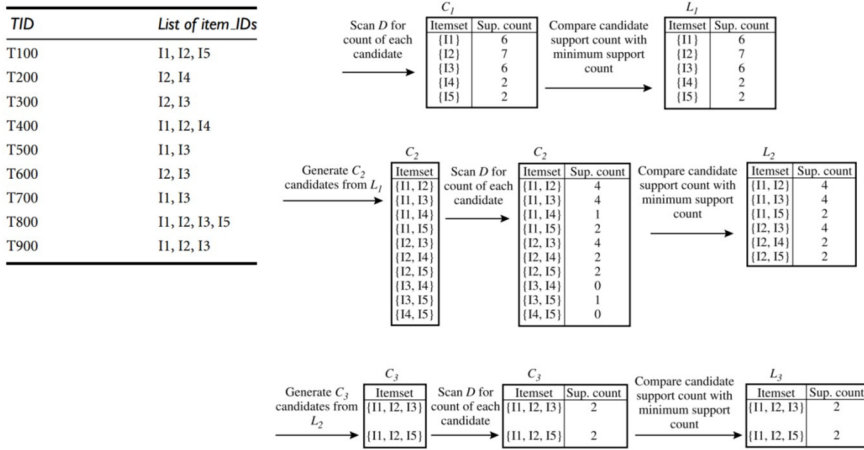 TID List of item_IDs
T100 I1, I2, I5
T200 I2, I4
T300 I2, I3
T400 I1, I2, I4
T500 I1, I3
T600 I2, I3
T700 I1, I3
T800 I1, I2, I3, I5
T900 I1, I2, I3
Scan D for
count of each
candidate
C1
Itemset Sup. count
{I1} 6
{I2} 7
{I3} 6
{I4} 2
{I5} 2
Compare candidate
support count with
minimum support
count
L1
Itemset Sup. count
{I1} 6
{I2} 7
{I3} 6
{I4} 2
{I5} 2
Generate C2
candidates from L1
C2
Itemset
{I1, I2}
{I1, I3}
{I1, I4}
{I1, I5}
{I2, I3}
{I2, I4}
{I2, I5}
{I3, I4}
{I3, I5}
{I4, I5}
Scan D for
count of each
candidate
C2
Itemset Sup. count
{I1, I2} 4
{I1, I3} 4
{I1, I4} 1
{I1, I5} 2
{I2, I3} 4
{I2, I4} 2
{I2, I5} 2
{I3, I4} 0
{I3, I5} 1
{I4, I5} 0
Compare candidate
support count with
minimum support
count
L2
Itemset Sup. count
{I1, I2} 4
{I1, I3} 4
{I1, I5} 2
{I2, I3} 4
{I2, I4} 2
{I2, I5} 2
Generate C3
candidates from
L2
C3
Itemset
{I1, I2, I3}
{I1, I2, I5}
Scan D for
count of each
candidate
C3
Itemset Sup. count
{I1, I2, I3} 2
{I1, I2, I5} 2
Compare candidate
support count with
minimum support
count
L3
Itemset Sup. count
{I1, I2, I3} 2
{I1, I2, I5} 2